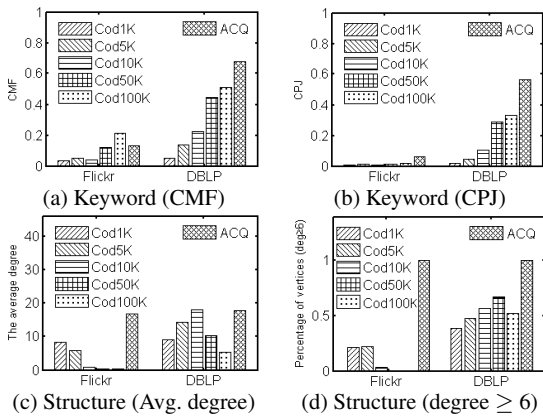 Cod1K
Cod5K
Cod10K
Cod50K
Cod100K
ACQ
CMF
1
0.8
0.6
0.4
0.2
0
Flickr
DBLP
(a) Keyword (CMF)
Cod1K
Cod5K
Cod10K
Cod50K
Cod100K
ACQ
CPJ
1
0.8
0.6
0.4
0.2
0
Flickr
DBLP
(b) Keyword (CPJ)
Cod1K
Cod5K
Cod10K
Cod50K
Cod100K
ACQ
The average degree
40
30
20
10
0
Flickr
DBLP
(c) Structure (Avg. degree)
Cod1K
Cod5K
Cod10K
Cod50K
Cod100K
ACQ
Percentage of vertices (deg≥6)
1
0.5
0
Flickr
DBLP
(d) Structure (degree ≥ 6)